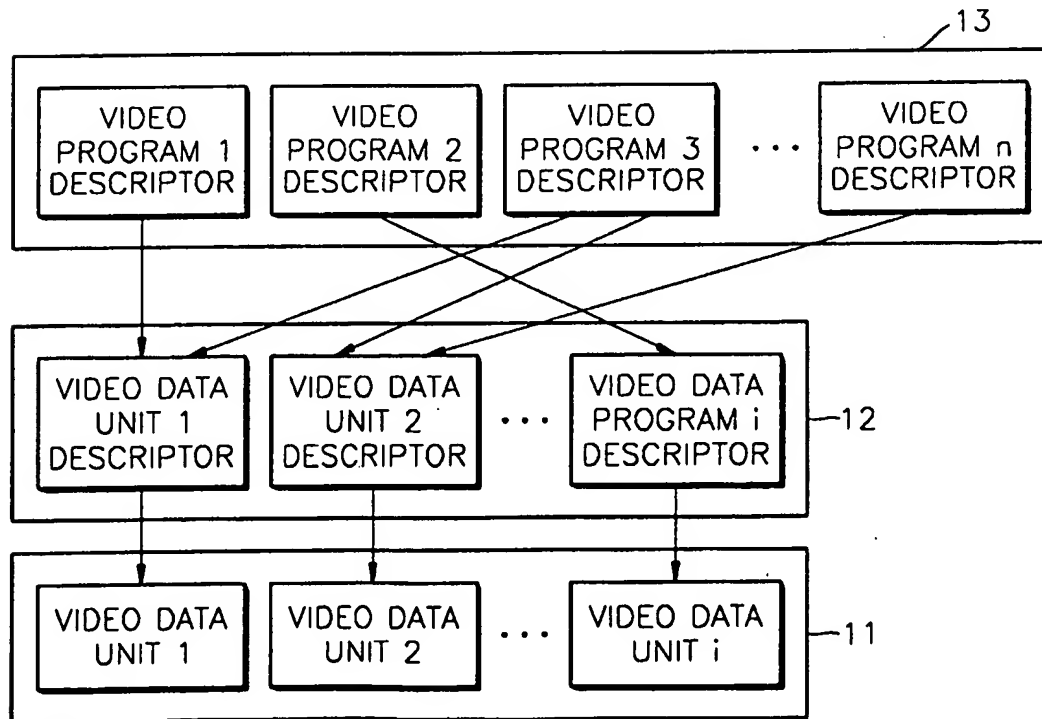 13
VIDEO
PROGRAM 1
DESCRIPTOR
VIDEO
PROGRAM 2
DESCRIPTOR
VIDEO
PROGRAM 3
DESCRIPTOR
...
VIDEO
PROGRAM n
DESCRIPTOR
VIDEO DATA
UNIT 1
DESCRIPTOR
VIDEO DATA
UNIT 2
DESCRIPTOR
...
VIDEO DATA
PROGRAM i
DESCRIPTOR
12
VIDEO DATA
UNIT 1
VIDEO DATA
UNIT 2
...
VIDEO DATA
UNIT i
11